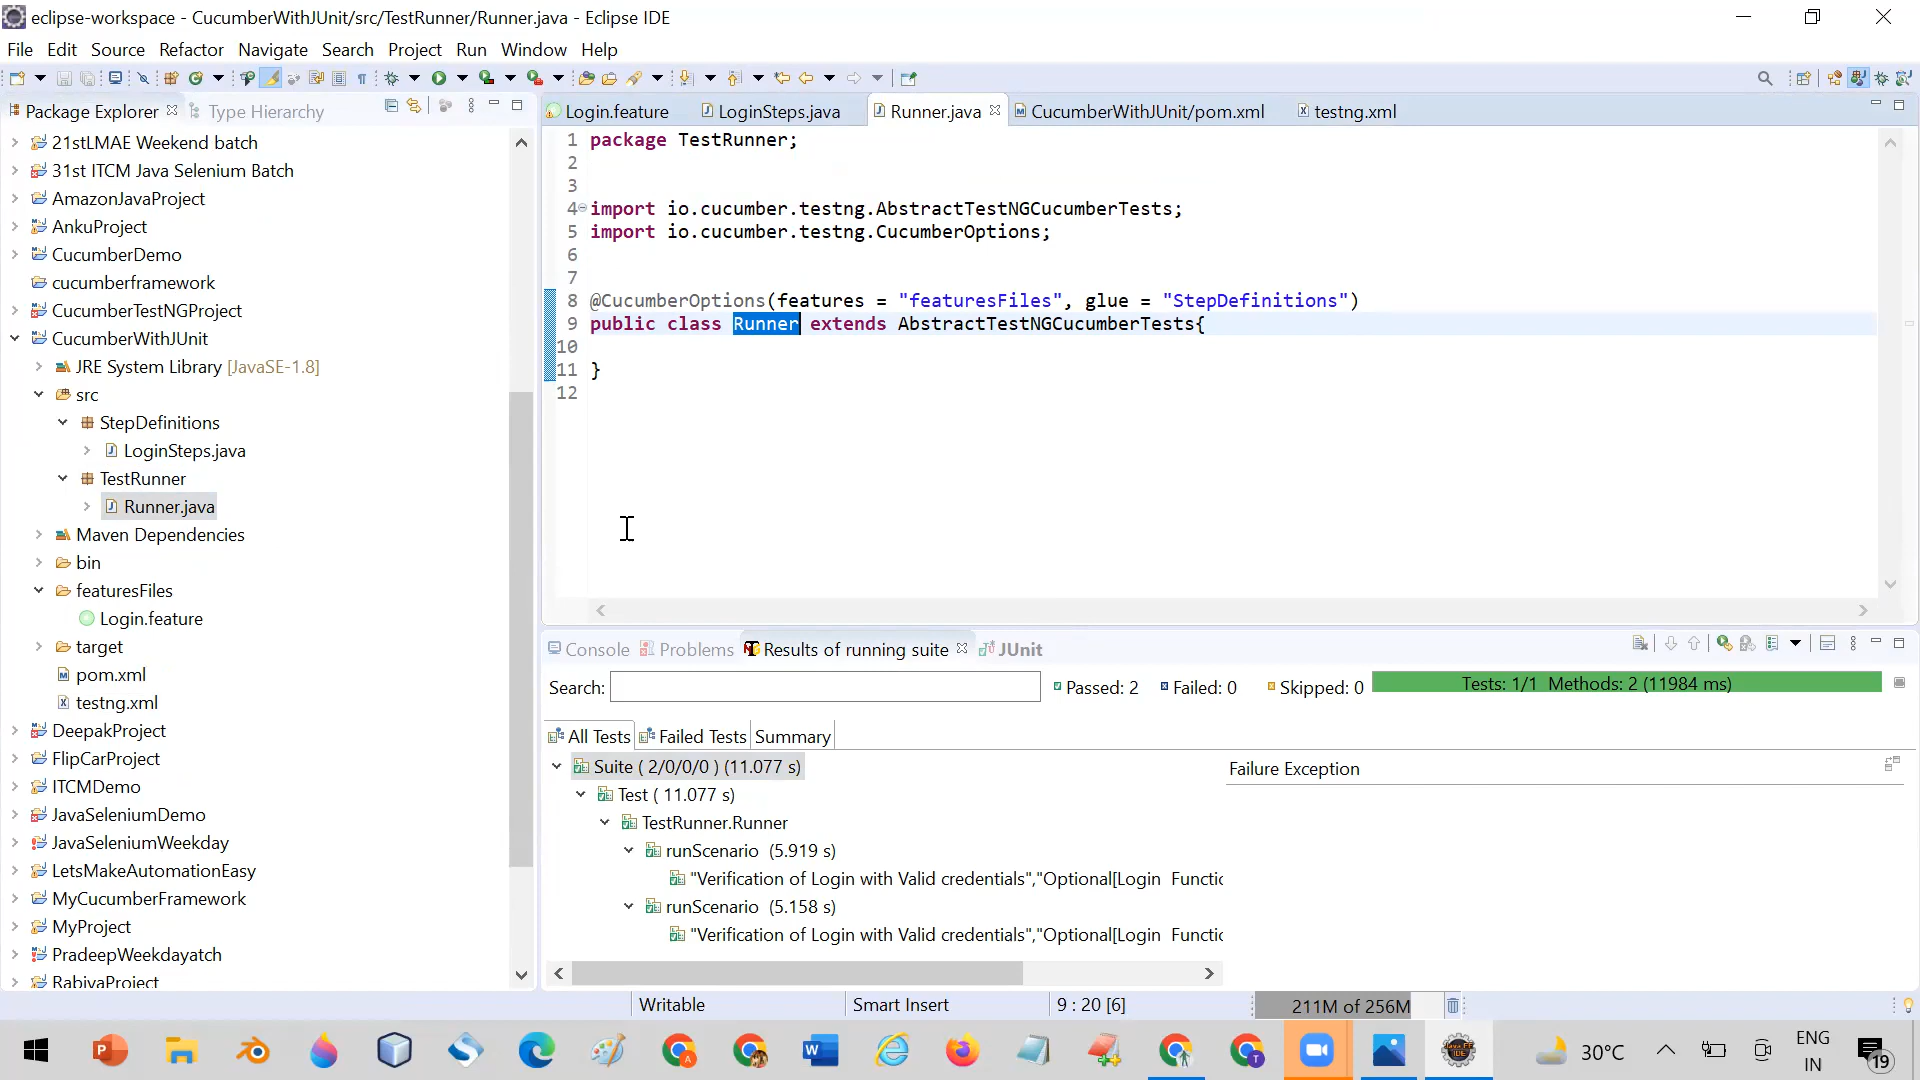 eclipse-workspace - CucumberWithJUnit/src/TestRunner/Runner.java - Eclipse IDE
File Edit Source Refactor Navigate Search Project Run Window Help
Package Explorer Type Hierarchy
21stLMAE Weekend batch
31st ITCM Java Selenium Batch
AmazonJavaProject
AnkuProject
CucumberDemo
cucumberframework
CucumberTestNGProject
CucumberWithJUnit
JRE System Library [JavaSE-1.8]
src
StepDefinitions
LoginSteps.java
TestRunner
Runner.java
Maven Dependencies
bin
featuresFiles
Login.feature
target
pom.xml
testng.xml
DeepakProject
FlipCarProject
ITCMDemo
JavaSeleniumDemo
JavaSeleniumWeekday
LetsMakeAutomationEasy
MyCucumberFramework
MyProject
PradeepWeekdayatch
RabiyaProject
Login.feature LoginSteps.java Runner.java CucumberWithJUnit/pom.xml testng.xml
1 package TestRunner;
2
3
4 import io.cucumber.testng.AbstractTestNGCucumberTests;
5 import io.cucumber.testng.CucumberOptions;
6
7
8 @CucumberOptions(features = "featuresFiles", glue = "StepDefinitions")
9 public class Runner extends AbstractTestNGCucumberTests{
10
11 }
12
Console Problems Results of running suite JUnit
Search: Passed: 2 Failed: 0 Skipped: 0 Tests: 1/1 Methods: 2 (11984 ms)
All Tests Failed Tests Summary
Suite ( 2/0/0/0 ) (11.077 s)
Test ( 11.077 s)
TestRunner.Runner
runScenario (5.919 s)
"Verification of Login with Valid credentials","Optional[Login Functic
runScenario (5.158 s)
"Verification of Login with Valid credentials","Optional[Login Functic
Failure Exception
Writable Smart Insert 9 : 20 [6] 211M of 256M
30°C ENG
IN
19